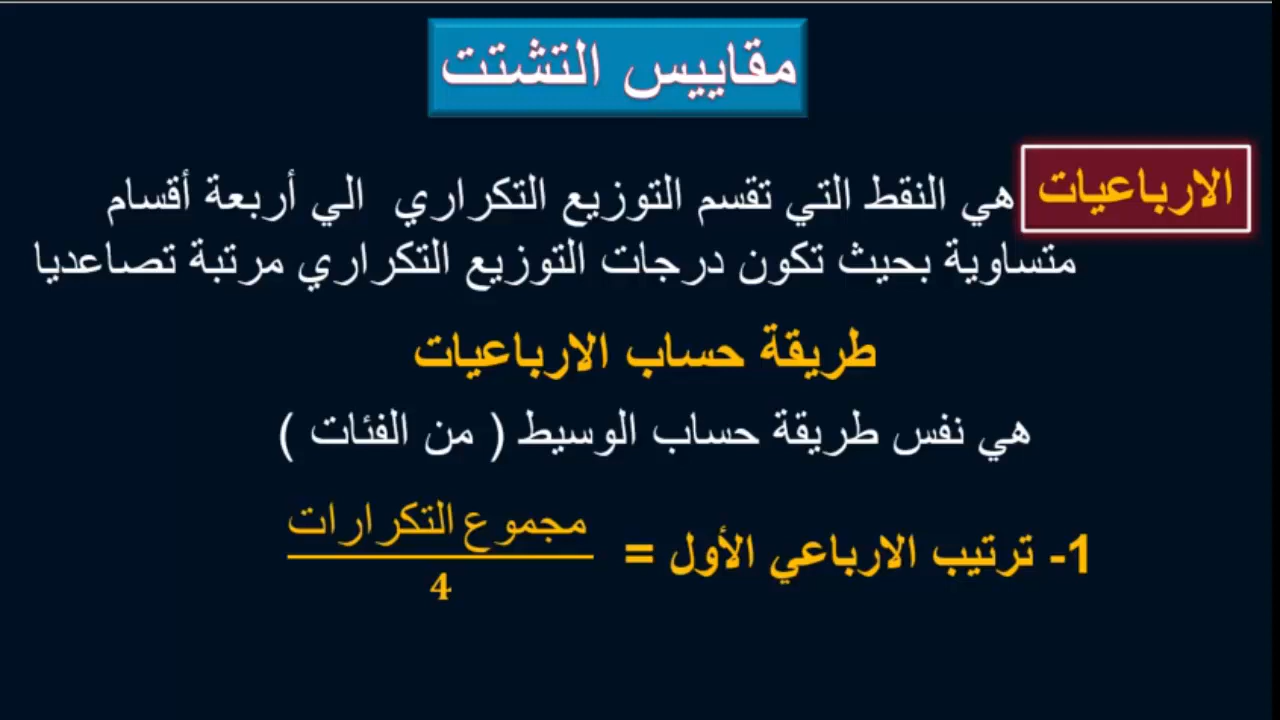 مقاييس التشتت
الارباعيات هي النقط التي تقسم التوزيع التكراري الي أربعة أقسام
متساوية بحيث تكون درجات التوزيع التكراري مرتبة تصاعديا
طريقة حساب الارباعيات
هي نفس طريقة حساب الوسيط ( من الفئات )
مجموع التكرارات
1- ترتيب الارباعي الأول =
4